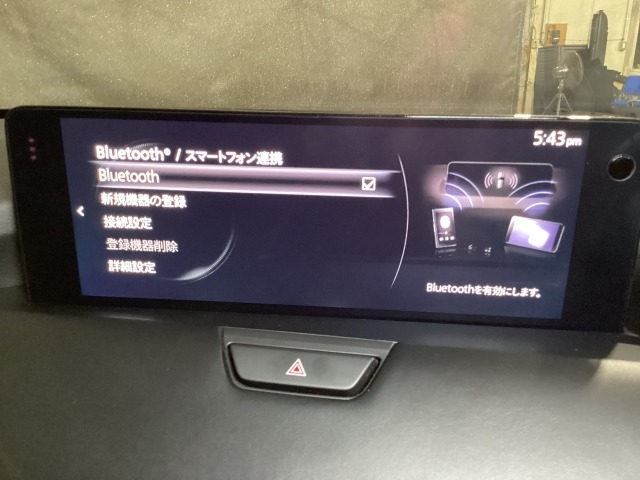 5:43pm
Bluetooth® / スマートフォン連携
Bluetooth
新規機器の登録
接続設定
登録機器削除
詳細設定
Bluetoothを有効にします。